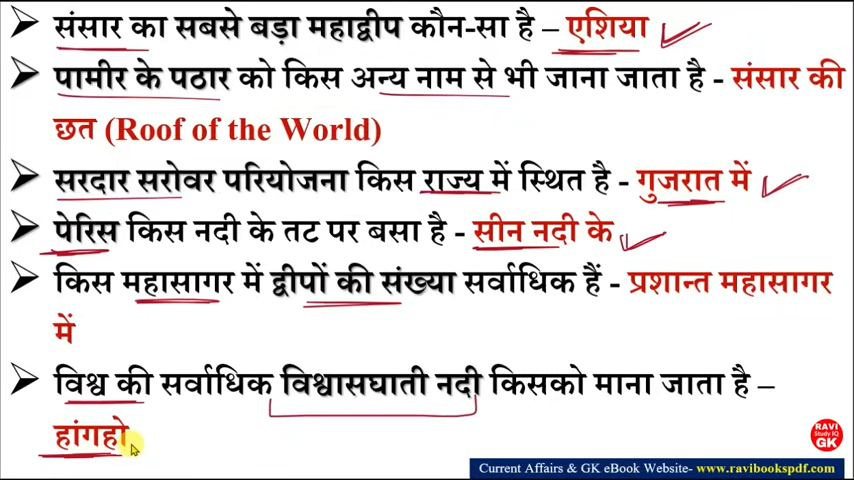 ➤ संसार का सबसे बड़ा महाद्वीप कौन-सा है – एशिया
➤ पामीर के पठार को किस अन्य नाम से भी जाना जाता है - संसार की
छत (Roof of the World)
➤ सरदार सरोवर परियोजना किस राज्य में स्थित है - गुजरात में
➤ पेरिस किस नदी के तट पर बसा है - सीन नदी के
➤ किस महासागर में द्वीपों की संख्या सर्वाधिक हैं - प्रशान्त महासागर
में
➤ विश्व की सर्वाधिक विश्वासघाती नदी किसको माना जाता है –
हांगहो
RAVI
Study IQ
GK
Current Affairs & GK eBook Website- www.ravibookspdf.com